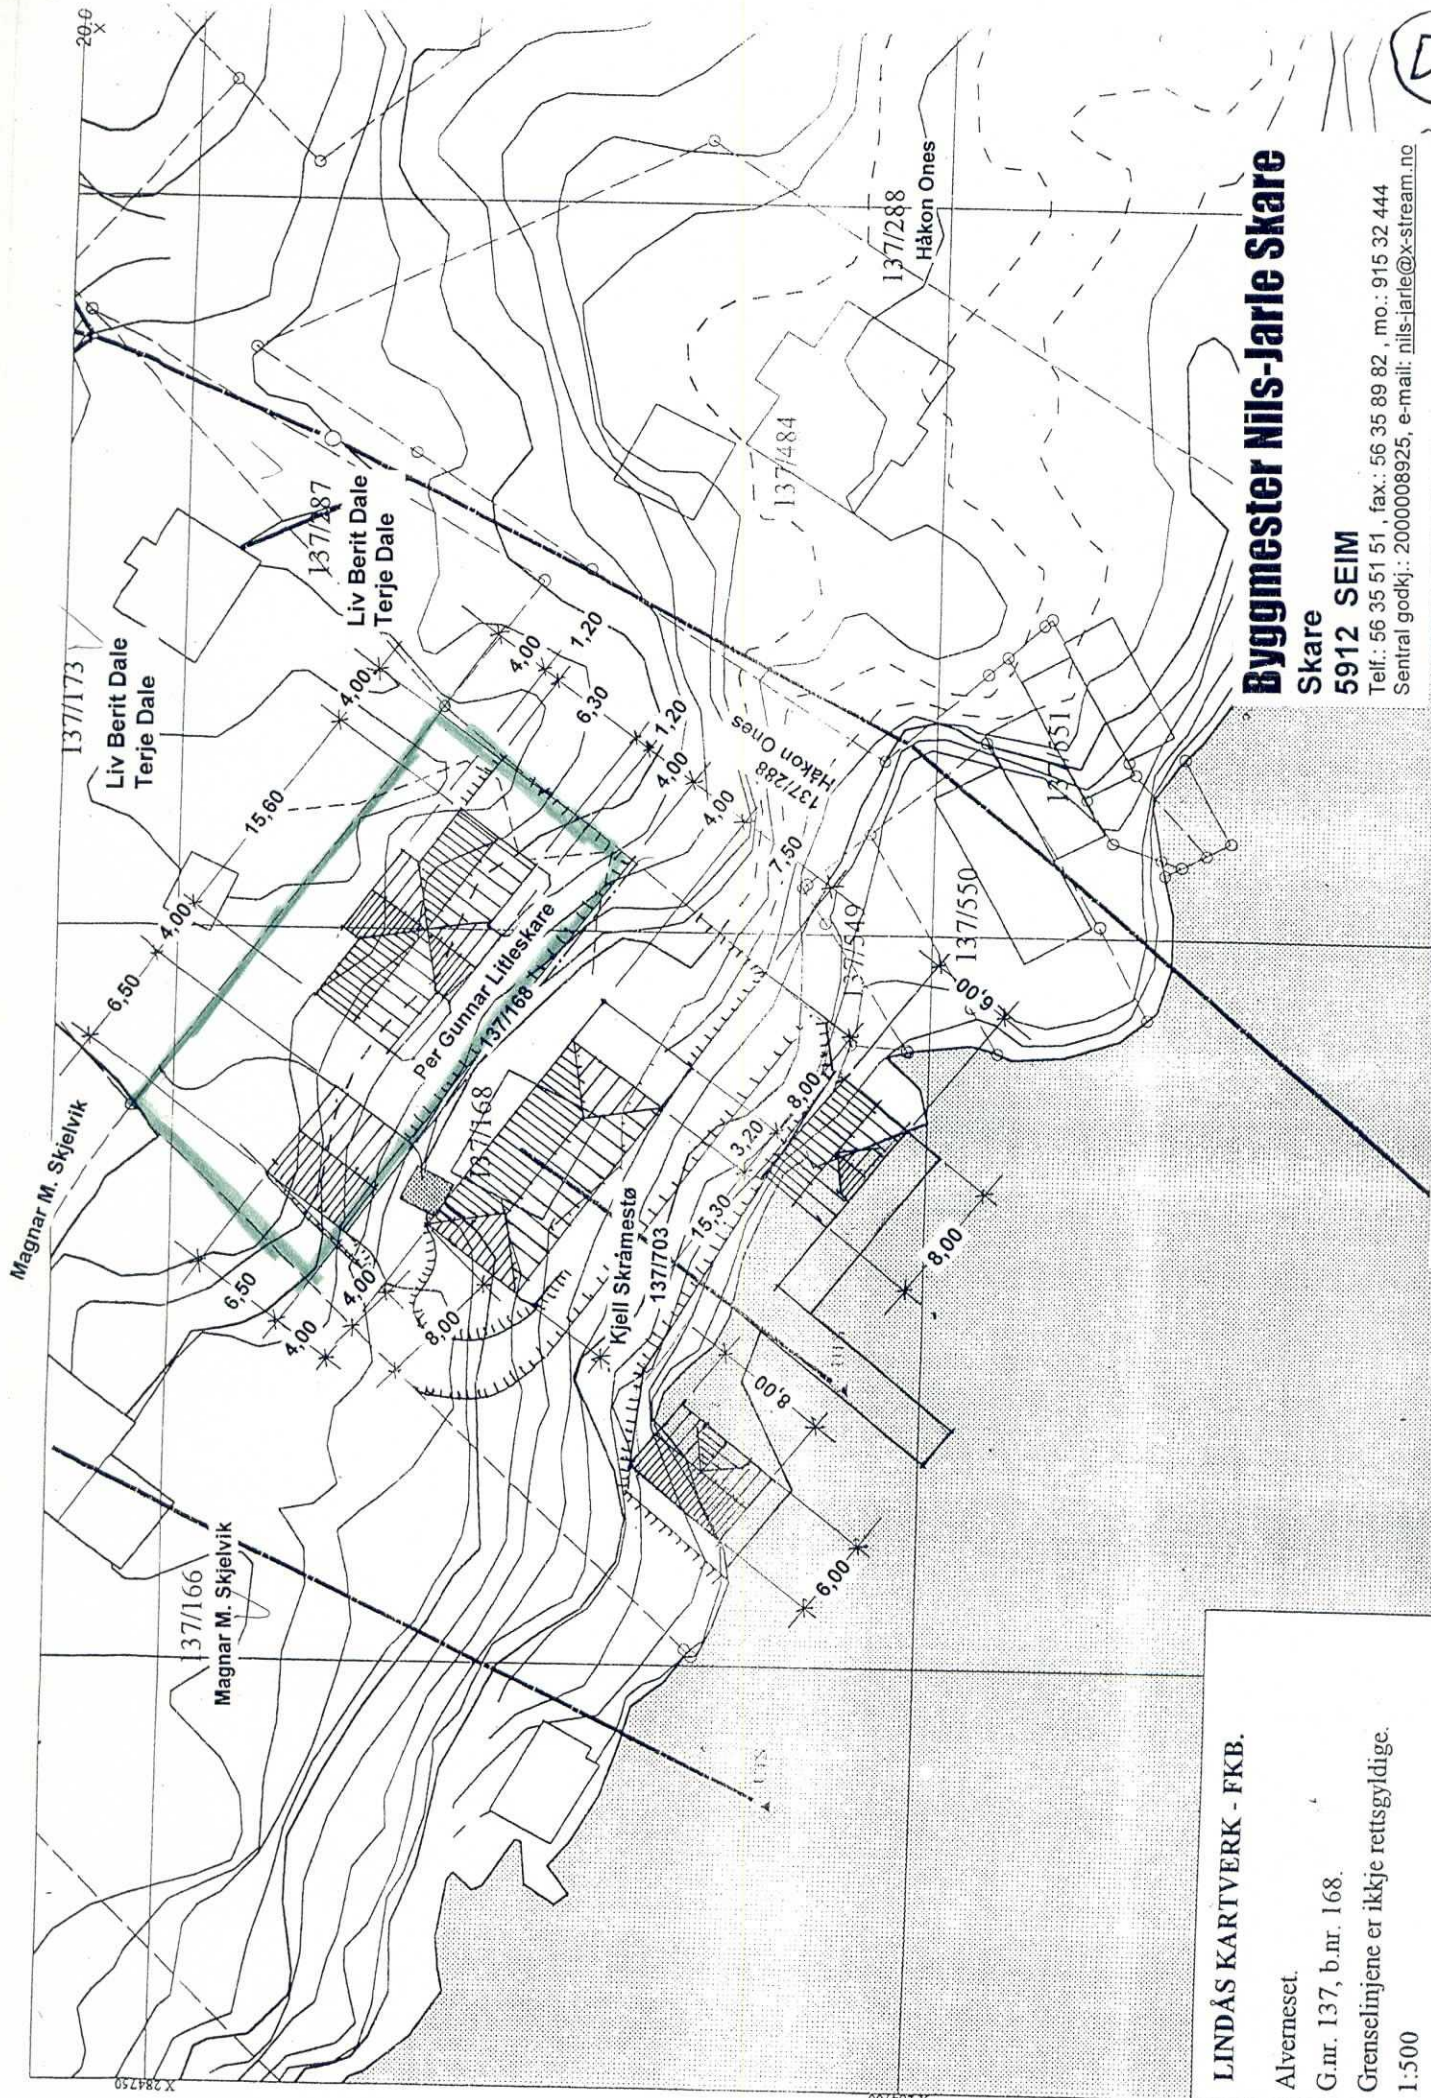 20.0
X
137/173
Liv Berit Dale
Terje Dale
137/287
Liv Berit Dale
Terje Dale
Magnar M. Skjelvik
6,50
4,00
15,60
4,00
4,00
1,20
6,30
1,20
4,00
4,00
7,50
137/288
Håkon Ones
137/288
Håkon Ones
137/484
Per Gunnar Litleskare
137/168
137/168
6,50
4,00
4,00
8,00
Kjell Skråmestø
137/703
15,30
3,20
8,00
137/549
137/550
6,00
8,00
8,00
6,00
137/166
Magnar M. Skjelvik
X 284750
Byggmester Nils-Jarle Skare
Skare
5912 SEIM
Telf.: 56 35 51 51 , fax.: 56 35 89 82 , mo.: 915 32 444
Sentral godkj.: 2000008925, e-mail: nils-jarle@x-stream.no
LINDÅS KARTVERK - FKB.
Alverneset.
G.nr. 137, b.nr. 168.
Grenselinjene er ikkje rettsgyldige.
1:500